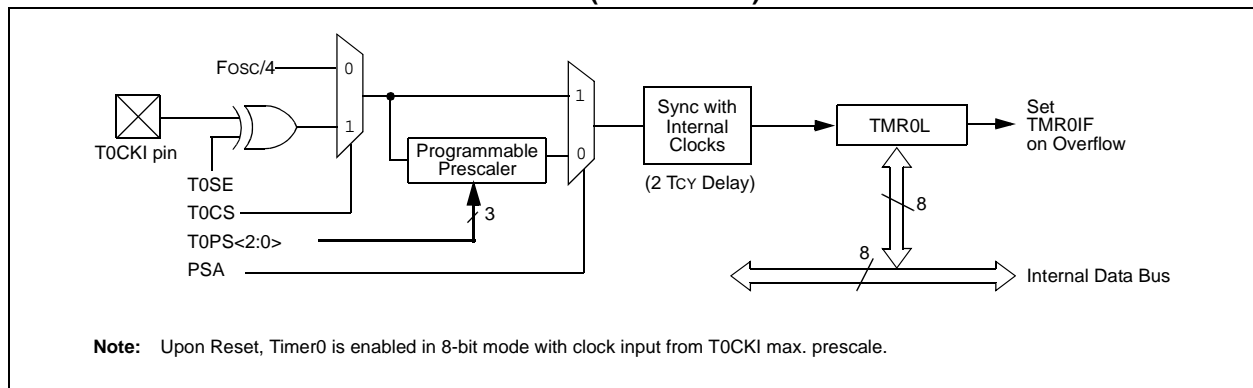 FOSC/4
0
1
T0CKI pin
T0SE
T0CS
T0PS<2:0>
PSA
Programmable
Prescaler
3
1
0
Sync with
Internal
Clocks
(2 TCY Delay)
TMR0L
Set
TMR0IF
on Overflow
8
8
Internal Data Bus
Note: Upon Reset, Timer0 is enabled in 8-bit mode with clock input from T0CKI max. prescale.